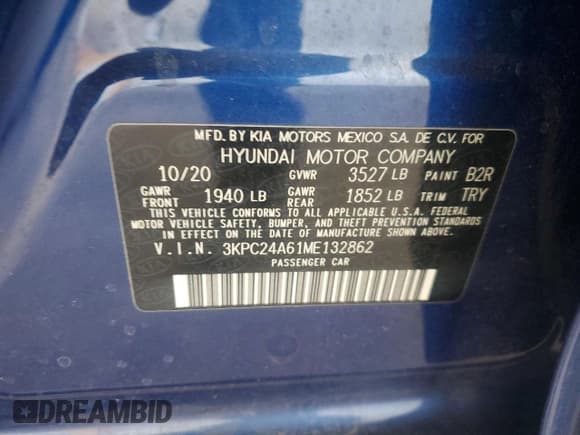 MFD. BY KIA MOTORS MEXICO S.A. DE C.V. FOR
HYUNDAI MOTOR COMPANY
10/20 GVWR 3527 LB PAINT B2R
GAWR FRONT 1940 LB GAWR REAR 1852 LB TRIM TRY
THIS VEHICLE CONFORMS TO ALL APPLICABLE U.S.A. FEDERAL
MOTOR VEHICLE SAFETY, BUMPER, AND THEFT PREVENTION
STANDARDS IN EFFECT ON THE DATE OF MANUFACTURE SHOWN ABOVE.
V.I.N. 3KPC24A61ME132862
PASSENGER CAR
DREAMBID